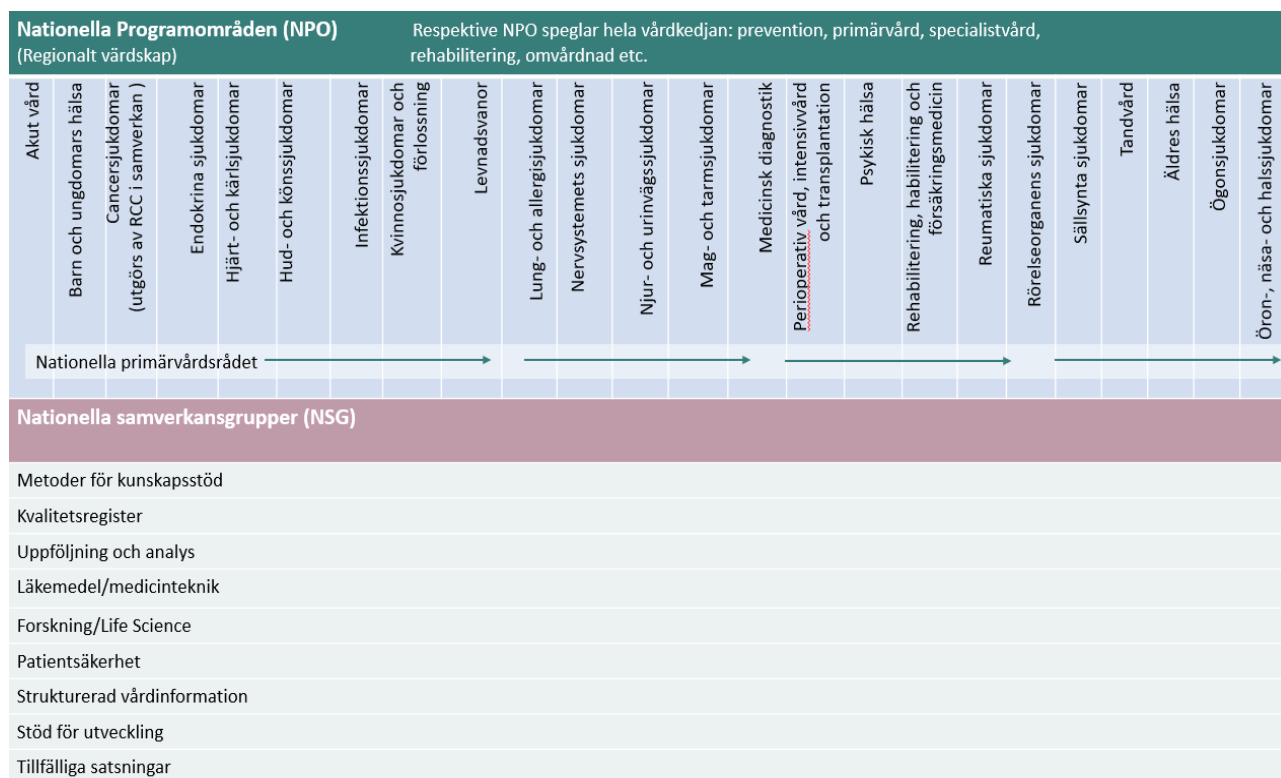 Nationella Programområden (NPO)
(Regionalt värdskap)
Respektive NPO speglar hela vårdkedjan: prevention, primärvård, specialistvård,
rehabilitering, omvårdnad etc.
Akut vård
Barn och ungdomars hälsa
Cancersjukdomar
(utgörs av RCC i samverkan )
Endokrina sjukdomar
Hjärt- och kärlsjukdomar
Hud- och könssjukdomar
Infektionssjukdomar
Kvinnosjukdomar och
förlossning
Levnadsvanor
Lung- och allergisjukdomar
Nervsystemets sjukdomar
Njur- och urinvägssjukdomar
Mag- och tarmsjukdomar
Medicinsk diagnostik
Perioperativ vård, intensivvård
och transplantation
Psykisk hälsa
Rehabilitering, habilitering och
försäkringsmedicin
Reumatiska sjukdomar
Rörelseorganens sjukdomar
Sällsynta sjukdomar
Tandvård
Äldres hälsa
Ögonsjukdomar
Öron-, näsa- och halssjukdomar
Nationella primärvårdsrådet
Nationella samverkansgrupper (NSG)
Metoder för kunskapsstöd
Kvalitetsregister
Uppföljning och analys
Läkemedel/medicinteknik
Forskning/Life Science
Patientsäkerhet
Strukturerad vårdinformation
Stöd för utveckling
Tillfälliga satsningar